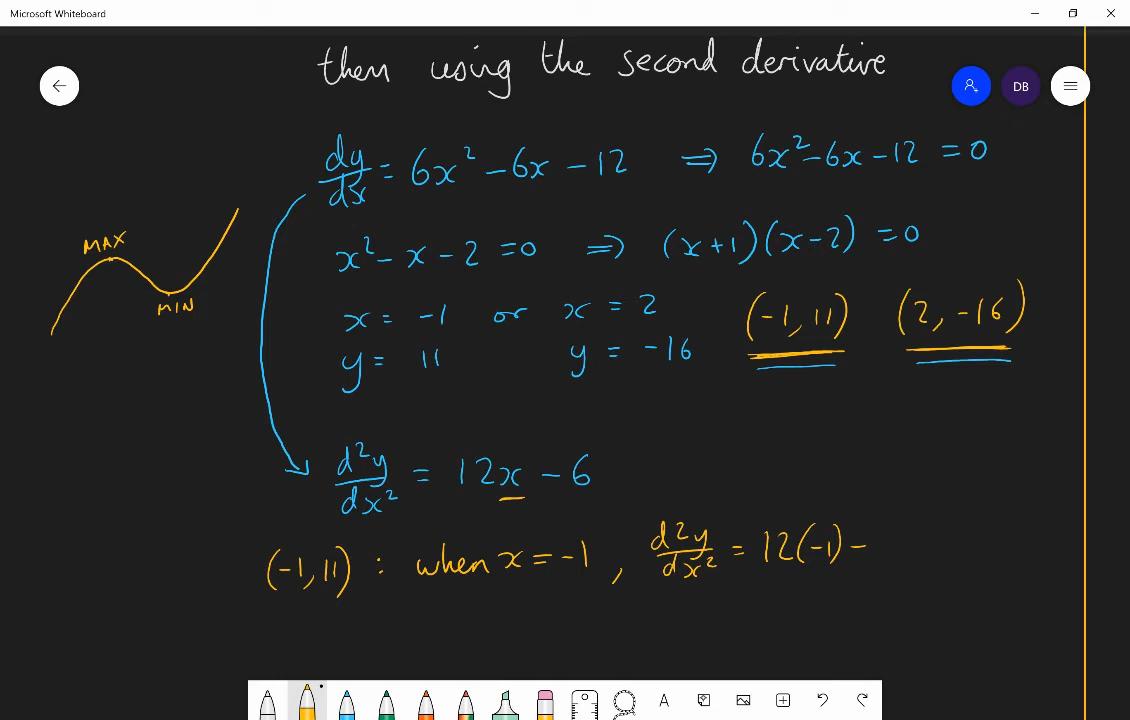 Microsoft Whiteboard
then using the second derivative
DB
dy/dx = 6x² - 6x - 12 ⇒ 6x² - 6x - 12 = 0
MAX
x² - x - 2 = 0 ⇒ (x+1)(x-2) = 0
MIN
x = -1 or x = 2 (-1, 11) (2, -16)
y = 11 y = -16
d²y/dx² = 12x - 6
(-1, 11) : when x = -1, d²y/dx² = 12(-1) -
A